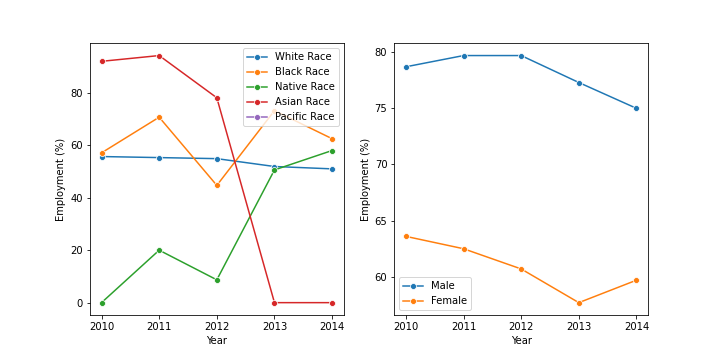 White Race
Black Race
Native Race
Asian Race
Pacific Race
Employment (%)
80
60
40
20
0
2010 2011 2012 2013 2014
Year
Employment (%)
80
75
70
65
60
Male
Female
2010 2011 2012 2013 2014
Year